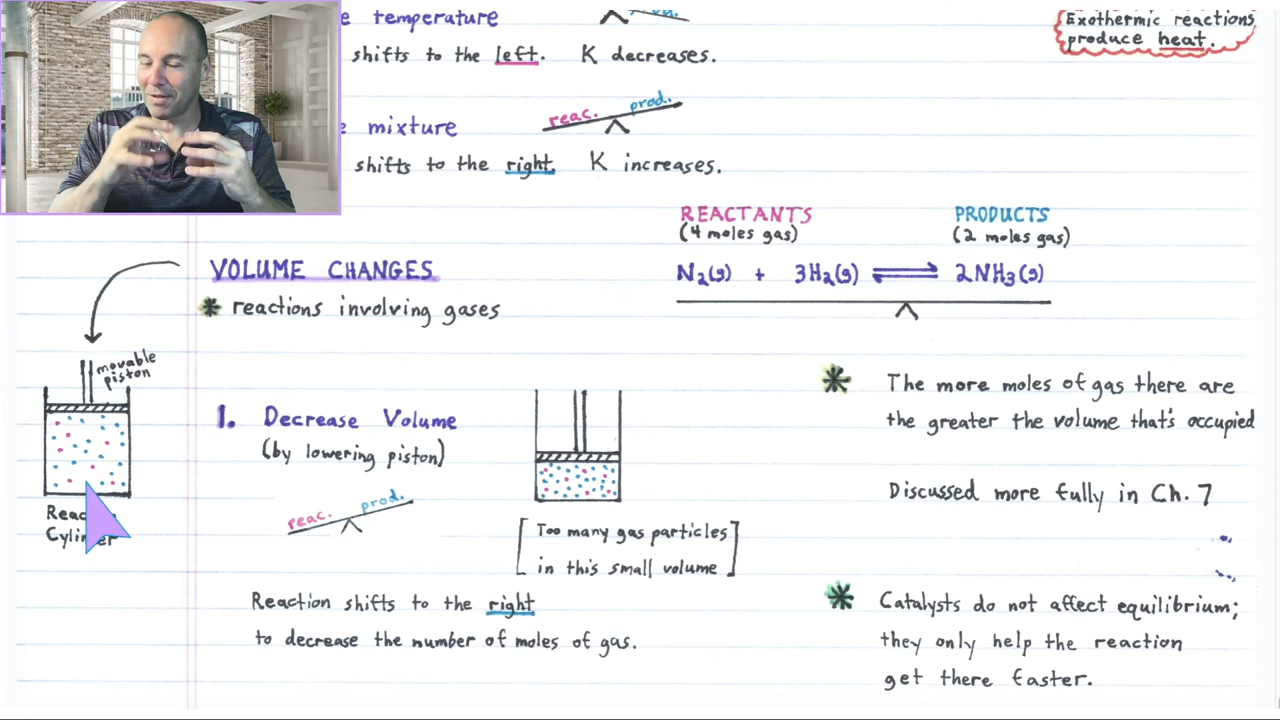 e temperature
shifts to the left. K decreases.
Exothermic reactions
produce heat.
reac. prod.
e mixture
shifts to the right. K increases.
REACTANTS PRODUCTS
(4 moles gas) (2 moles gas)
N₂(g) + 3H₂(g) ⇌ 2NH₃(g)
VOLUME CHANGES
* reactions involving gases
movable
piston
Reac
Cyl er
1. Decrease Volume
(by lowering piston)
reac. prod.
[Too many gas particles
in this small volume]
Reaction shifts to the right
to decrease the number of moles of gas.
* The more moles of gas there are
the greater the volume that's occupied
Discussed more fully in Ch. 7
* Catalysts do not affect equilibrium;
they only help the reaction
get there faster.